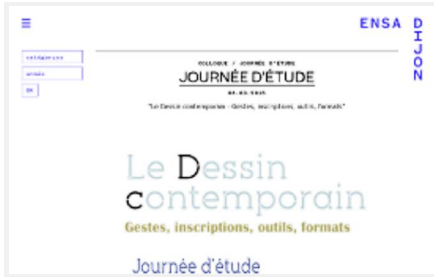 ENSA DIJON
COLLOQUE / JOURNÉE D'ÉTUDE
JOURNÉE D'ÉTUDE
"Le Dessin contemporain - Gestes, inscriptions, outils, formats"
Le Dessin
contemporain
Gestes, inscriptions, outils, formats
Journée d'étude